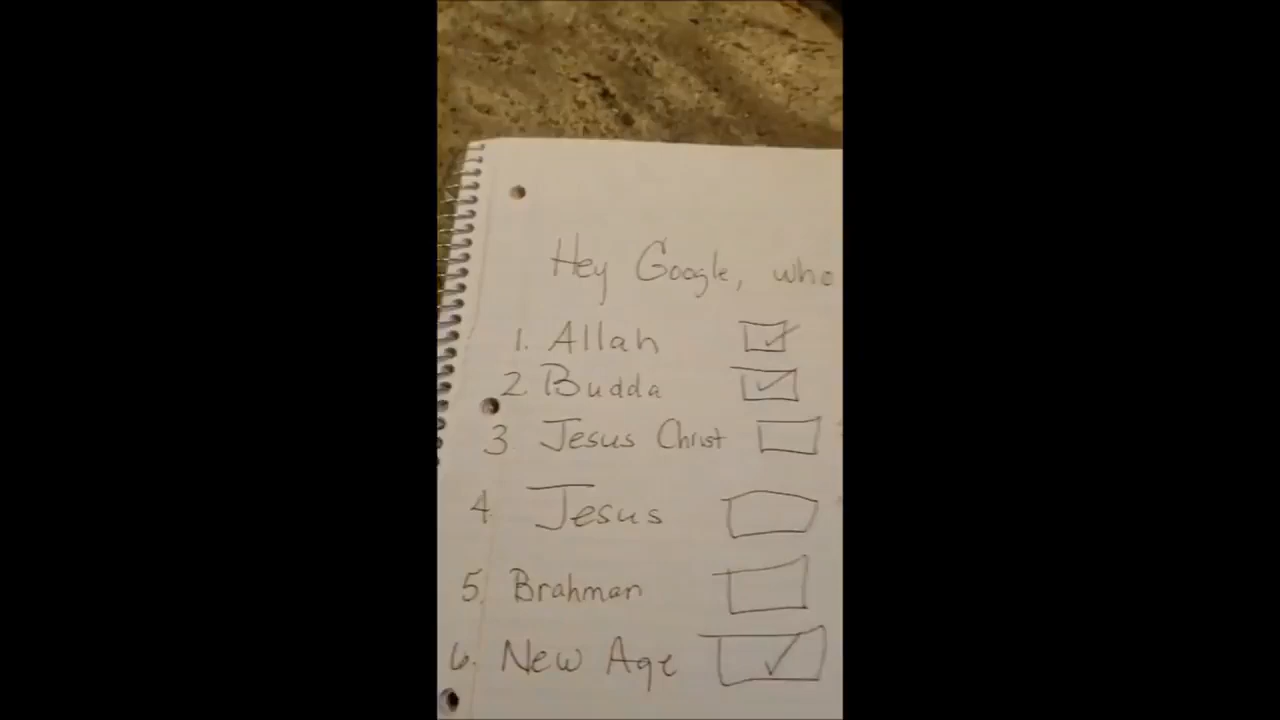 Hey Google, who
1. Allah
2 Budda
3 Jesus Christ
4 Jesus
5. Brahman
6. New Age